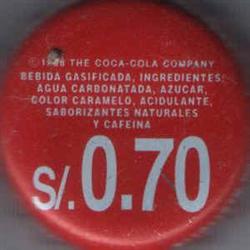 © THE COCA-COLA COMPANY
BEBIDA GASIFICADA, INGREDIENTES:
AGUA CARBONATADA, AZUCAR,
COLOR CARAMELO, ACIDULANTE,
SABORIZANTES NATURALES
Y CAFEINA
S/. 0.70